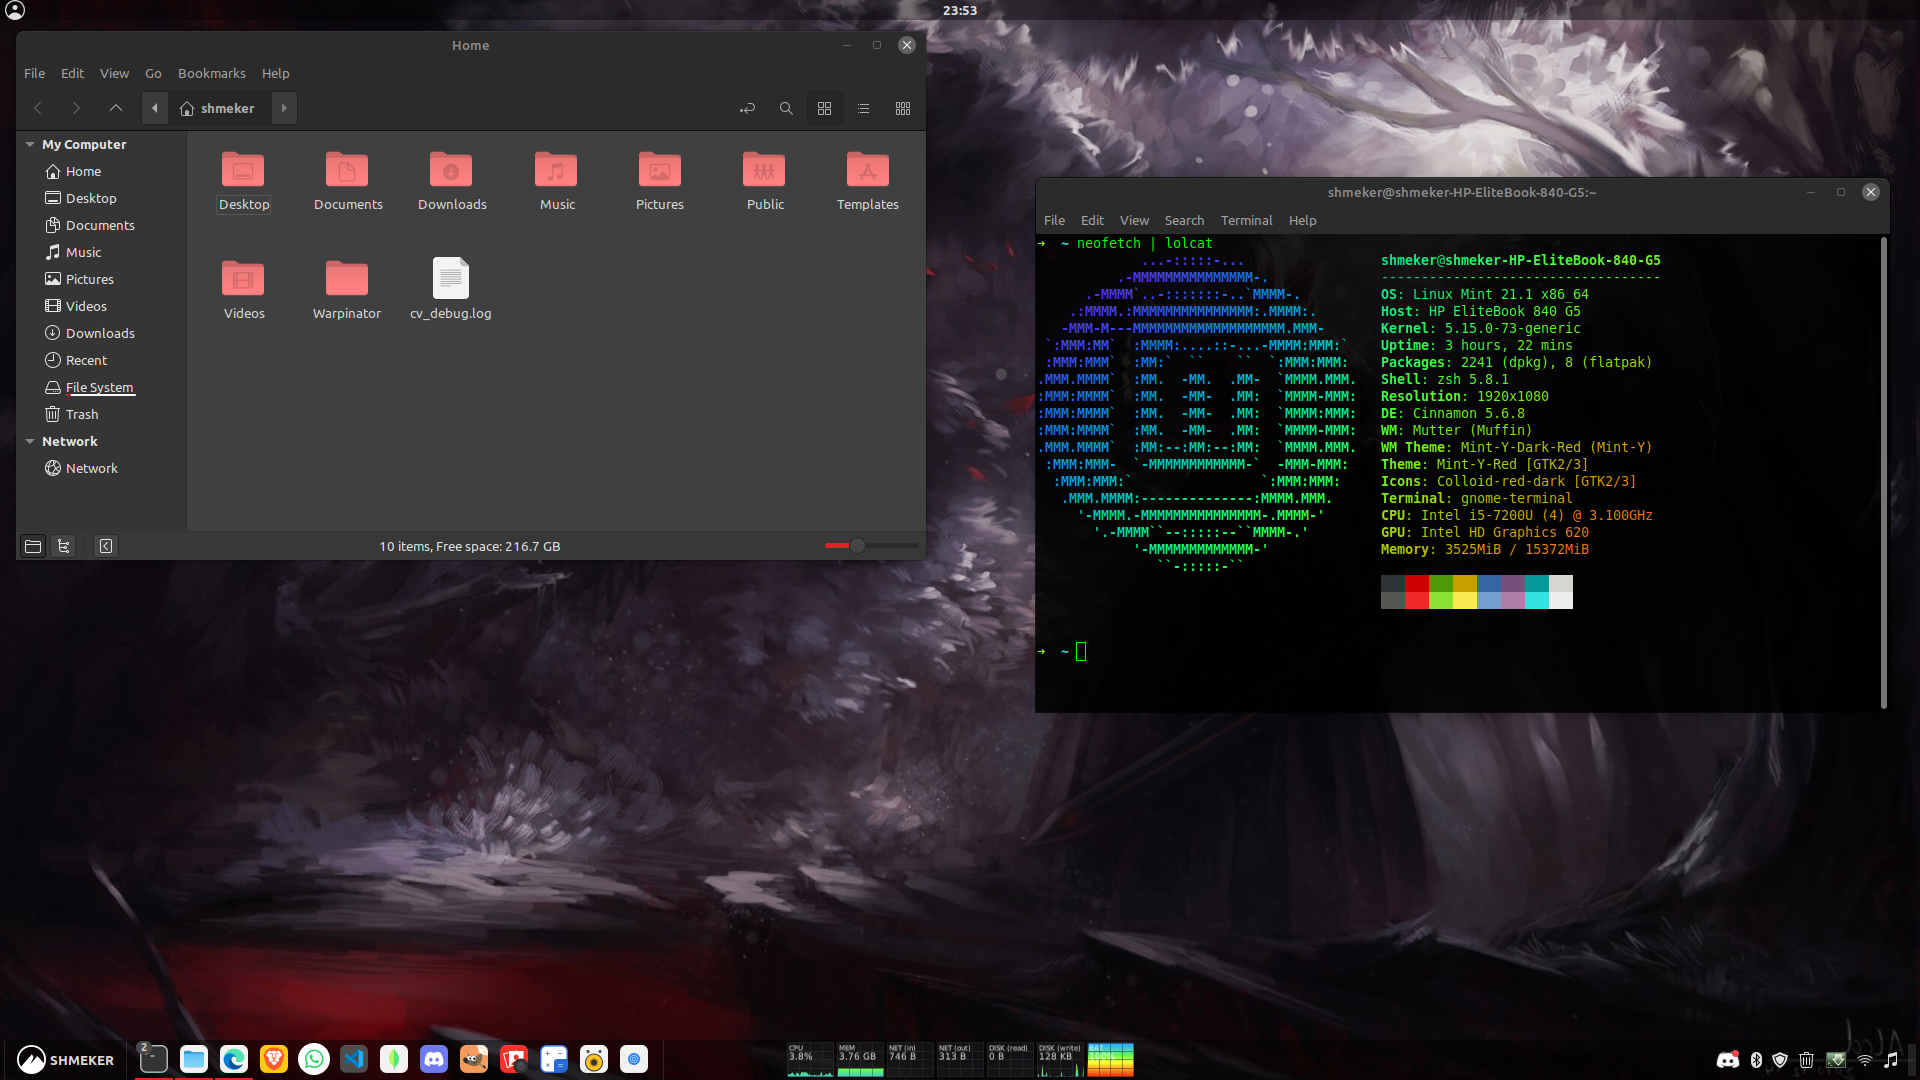 23:53
Home
File Edit View Go Bookmarks Help
shmeker
My Computer
Home
Desktop
Documents
Music
Pictures
Videos
Downloads
Recent
File System
Trash
Network
Network
Desktop Documents Downloads Music Pictures Public Templates
Videos Warpinator cv_debug.log
10 items, Free space: 216.7 GB
shmeker@shmeker-HP-EliteBook-840-G5:~
File Edit View Search Terminal Help
➜ ~ neofetch | lolcat
shmeker@shmeker-HP-EliteBook-840-G5
-----------------------------------
OS: Linux Mint 21.1 x86_64
Host: HP EliteBook 840 G5
Kernel: 5.15.0-73-generic
Uptime: 3 hours, 22 mins
Packages: 2241 (dpkg), 8 (flatpak)
Shell: zsh 5.8.1
Resolution: 1920x1080
DE: Cinnamon 5.6.8
WM: Mutter (Muffin)
WM Theme: Mint-Y-Dark-Red (Mint-Y)
Theme: Mint-Y-Red [GTK2/3]
Icons: Colloid-red-dark [GTK2/3]
Terminal: gnome-terminal
CPU: Intel i5-7200U (4) @ 3.100GHz
GPU: Intel HD Graphics 620
Memory: 3525MiB / 15372MiB
➜ ~
SHMEKER
2
CPU
3.8%
MEM
3.76 GB
NET (in)
746 B
NET (out)
313 B
DISK (read)
0 B
DISK (write)
128 KB
BAT
100%